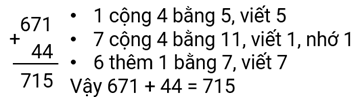 671
+
44
715
• 1 cộng 4 bằng 5, viết 5
• 7 cộng 4 bằng 11, viết 1, nhớ 1
• 6 thêm 1 bằng 7, viết 7
Vậy 671 + 44 = 715